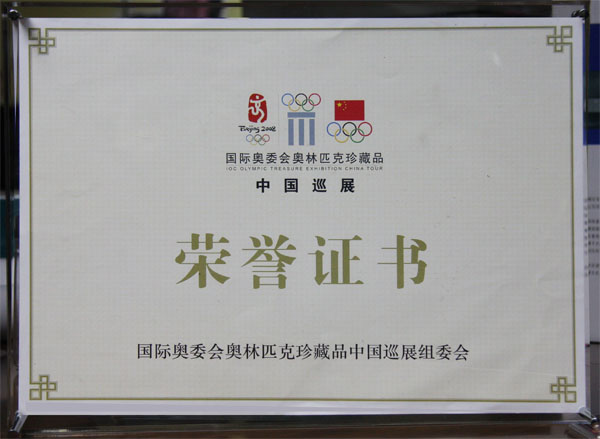 Beijing 2008
国际奥委会奥林匹克珍藏品
IOC OLYMPIC TREASURE EXHIBITION CHINA TOUR
中国巡展
荣誉证书
国际奥委会奥林匹克珍藏品中国巡展组委会